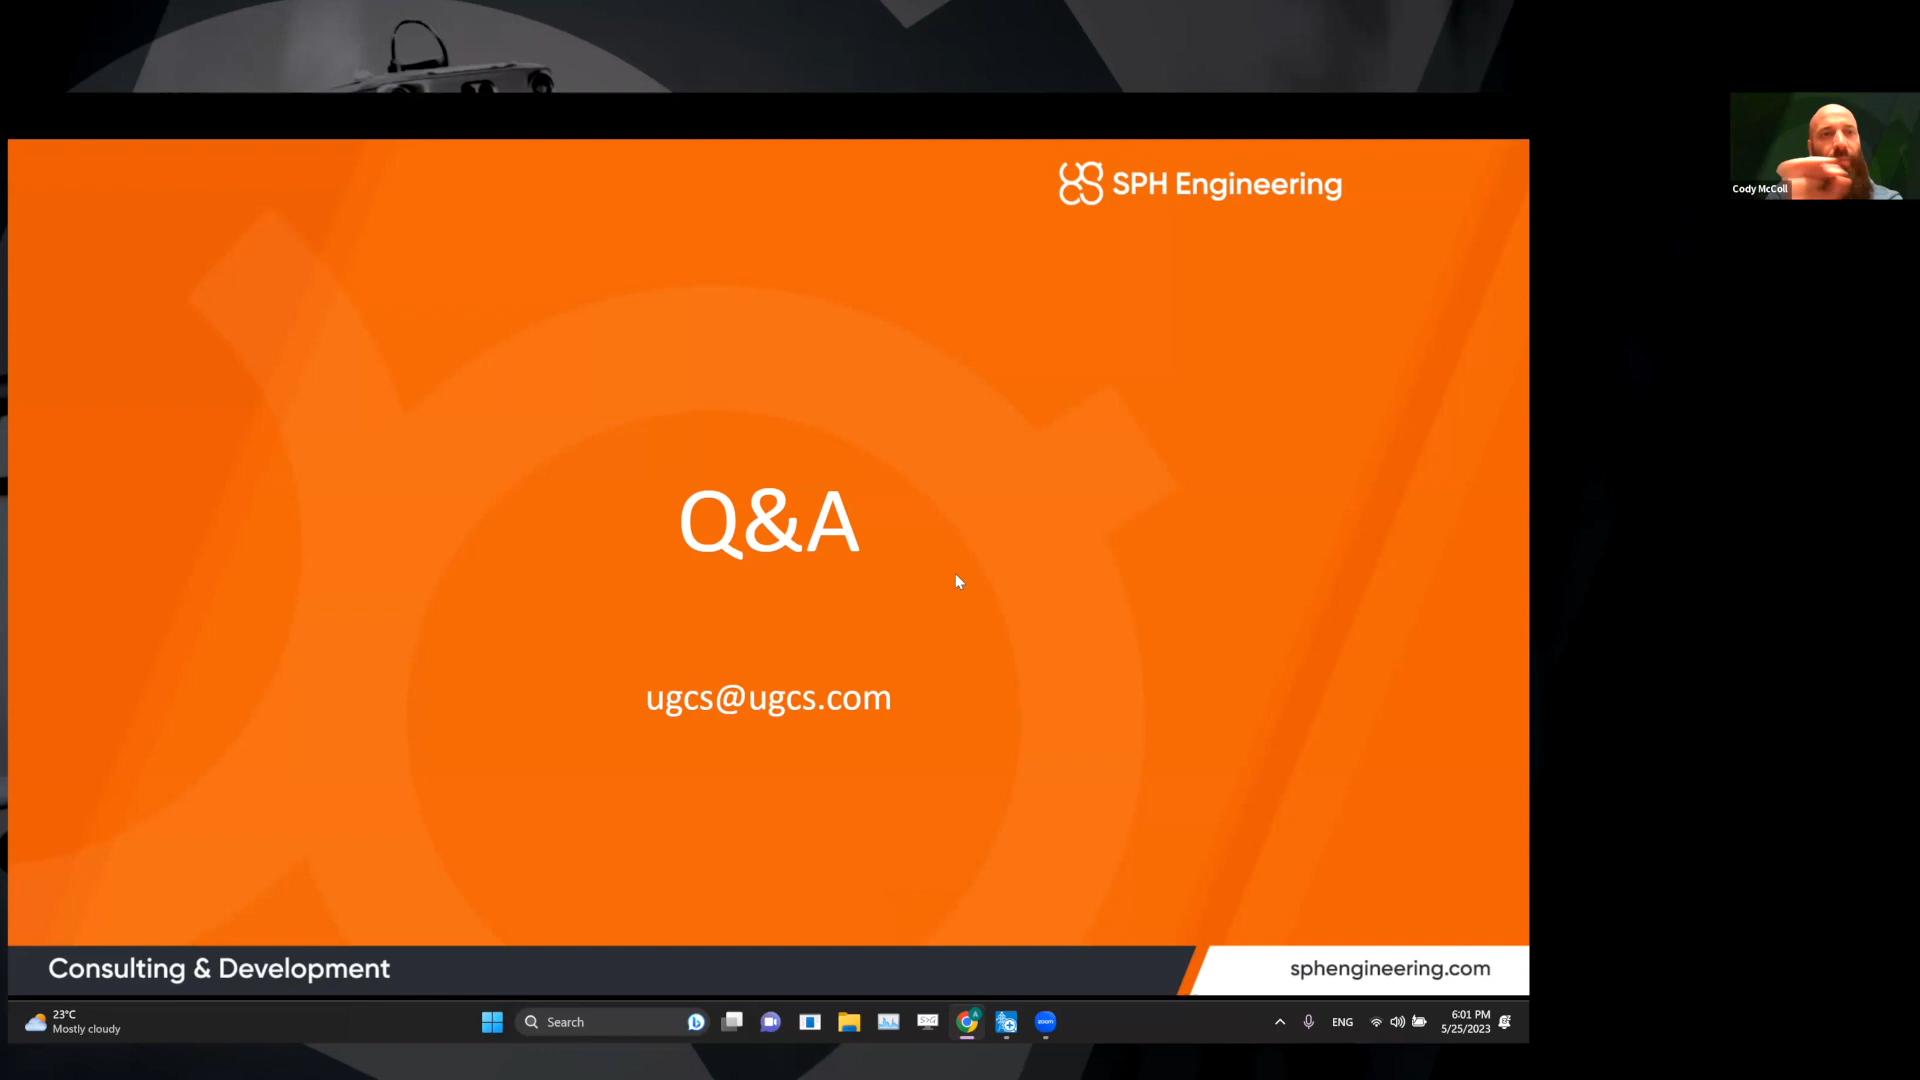 SPH Engineering
Cody McColl
Q&A
ugcs@ugcs.com
Consulting & Development
sphengineering.com
23°C
Mostly cloudy
Search
zoom
ENG
6:01 PM
5/25/2023